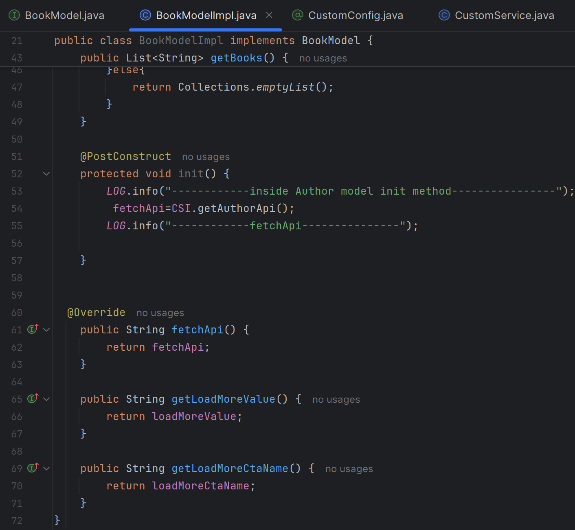 BookModel.java BookModelImpl.java CustomConfig.java CustomService.java
21 public class BookModelImpl implements BookModel {
43 public List<String> getBooks() { no usages
46 }else{
47 return Collections.emptyList();
48 }
49 }
50
51 @PostConstruct no usages
52 protected void init() {
53 LOG.info("------------inside Author model init method----------------");
54 fetchApi=CSI.getAuthorApi();
55 LOG.info("------------fetchApi---------------");
56
57 }
58
59
60 @Override no usages
61 public String fetchApi() {
62 return fetchApi;
63 }
64
65 public String getLoadMoreValue() { no usages
66 return loadMoreValue;
67 }
68
69 public String getLoadMoreCtaName() { no usages
70 return loadMoreCtaName;
71 }
72 }